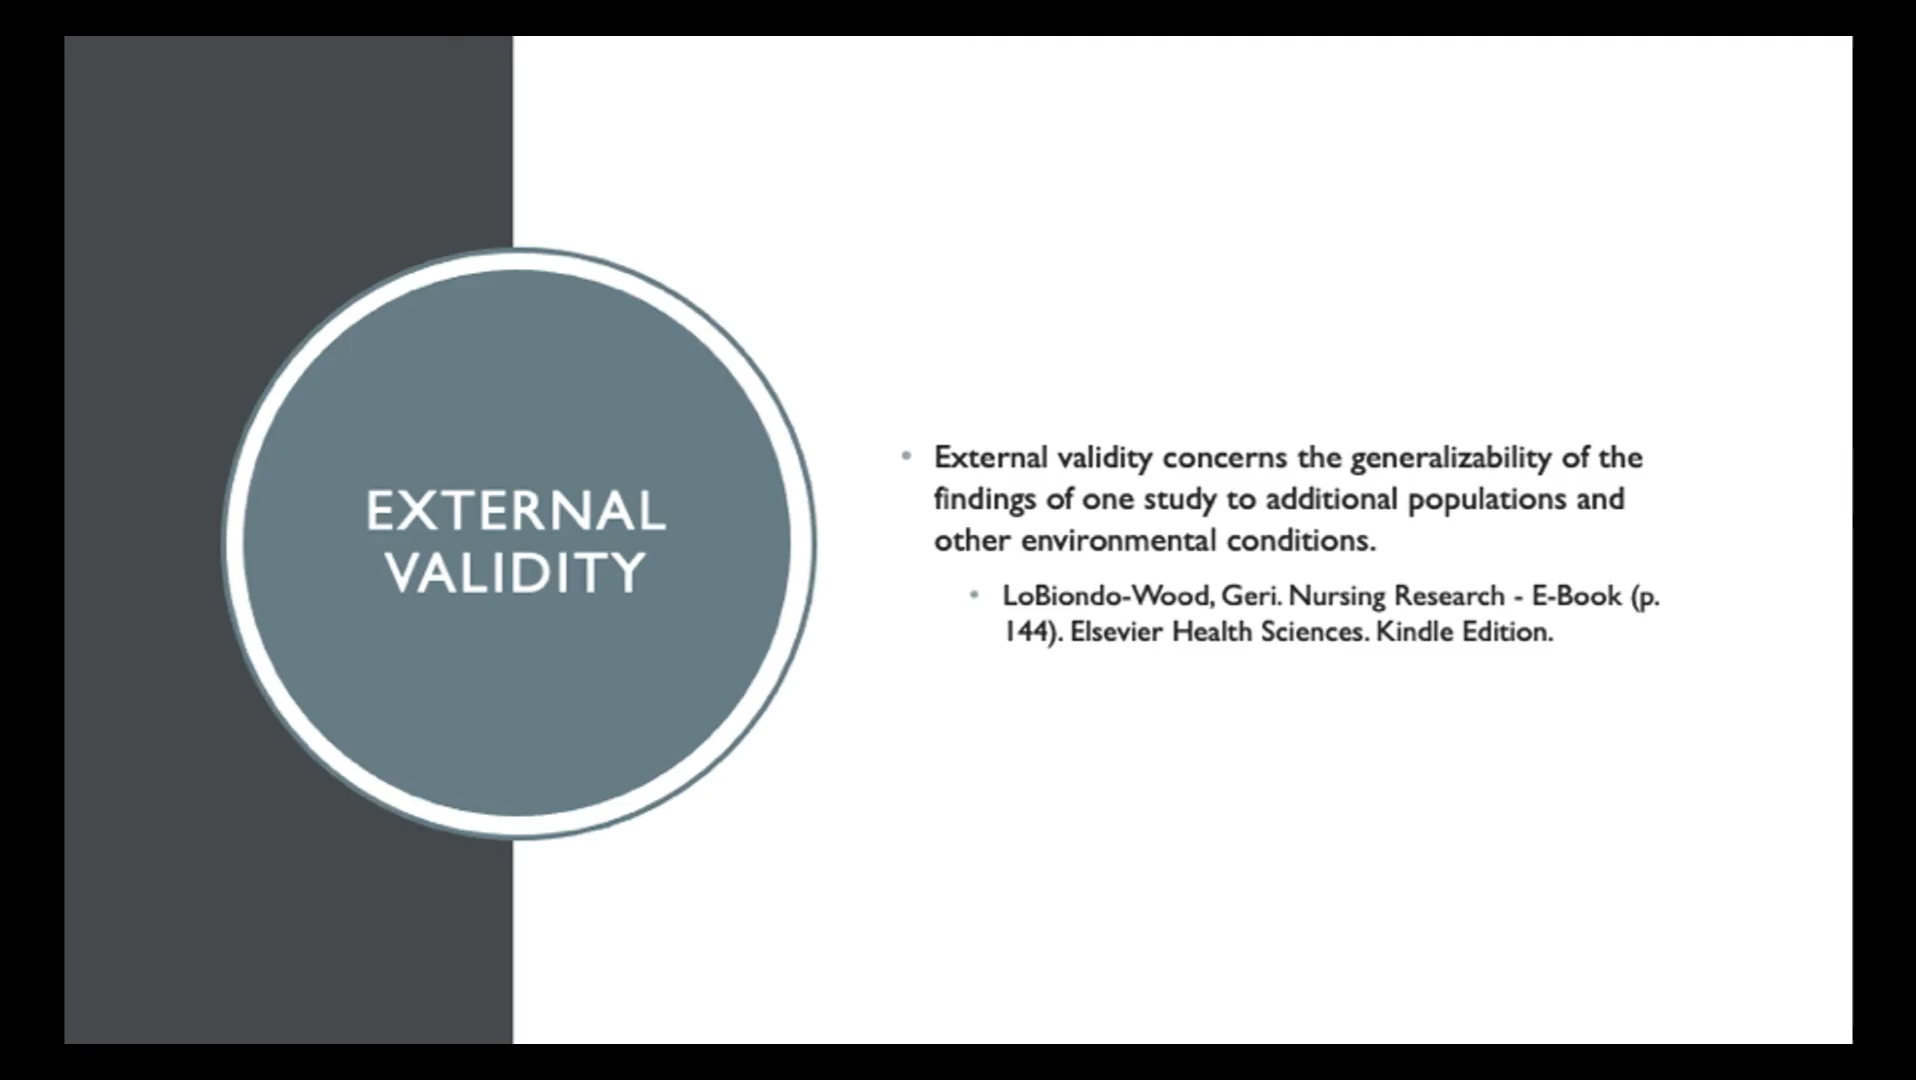 EXTERNAL
VALIDITY
• External validity concerns the generalizability of the
findings of one study to additional populations and
other environmental conditions.
• LoBiondo-Wood, Geri. Nursing Research - E-Book (p.
144). Elsevier Health Sciences. Kindle Edition.